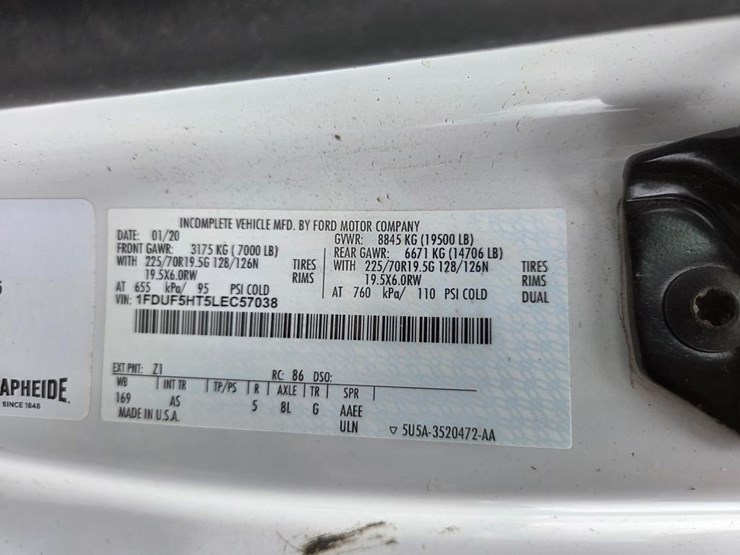 INCOMPLETE VEHICLE MFD. BY FORD MOTOR COMPANY
DATE: 01/20 GVWR: 8845 KG (19500 LB)
FRONT GAWR: 3175 KG (7000 LB) REAR GAWR: 6671 KG (14706 LB)
WITH 225/70R19.5G 128/126N TIRES WITH 225/70R19.5G 128/126N TIRES
19.5X6.0RW RIMS 19.5X6.0RW RIMS
AT 655 kPa/ 95 PSI COLD AT 760 kPa/ 110 PSI COLD DUAL
VIN: 1FDUF5HT5LEC57038
EXT PNT: Z1 RC: 86 DSO:
WB INT TR TP/PS R AXLE TR SPR
169 AS 5 8L G AAEE
MADE IN U.S.A. ULN ▽ 5U5A-3520472-AA
APHEIDE
SINCE 1848